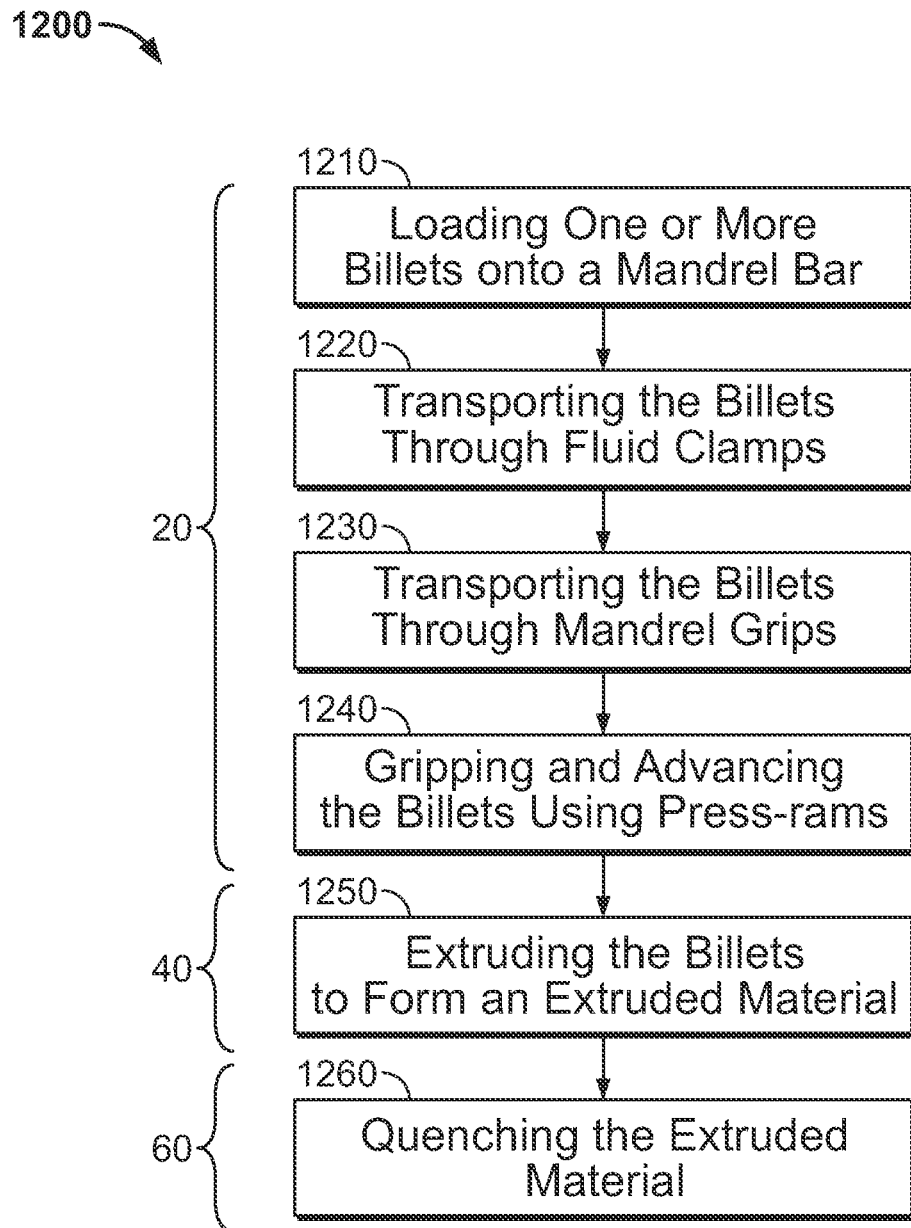 1200
1210
Loading One or More
Billets onto a Mandrel Bar
1220
Transporting the Billets
Through Fluid Clamps
20
1230
Transporting the Billets
Through Mandrel Grips
1240
Gripping and Advancing
the Billets Using Press-rams
1250
40
Extruding the Billets
to Form an Extruded Material
1260
60
Quenching the Extruded
Material